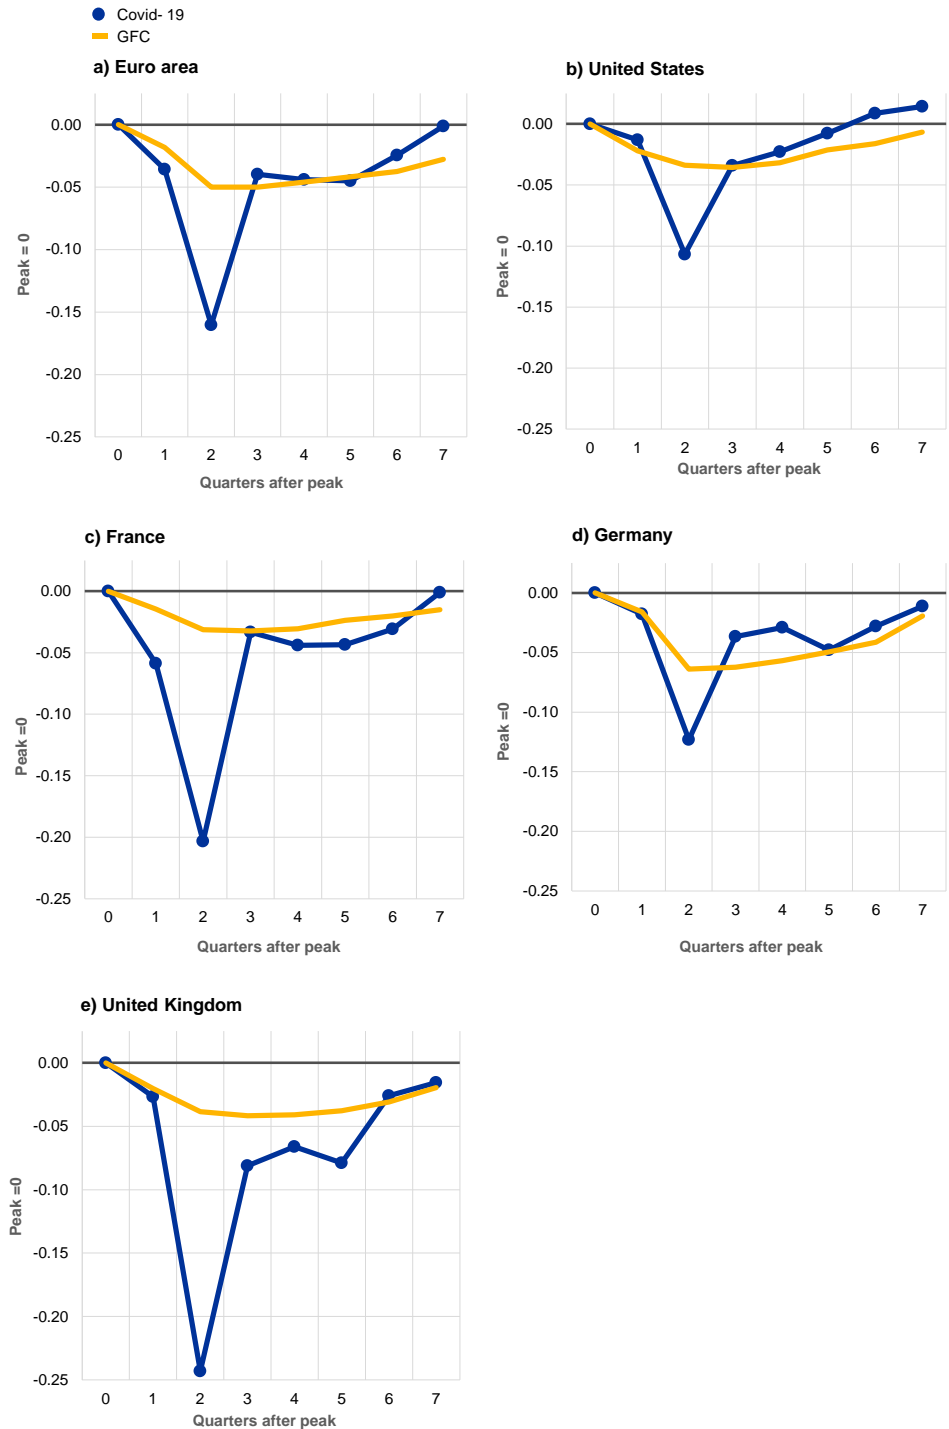 Covid- 19
GFC
a) Euro area
0.00
-0.05
-0.10
-0.15
-0.20
-0.25
Peak = 0
0 1 2 3 4 5 6 7
Quarters after peak
b) United States
0.00
-0.05
-0.10
-0.15
-0.20
-0.25
Peak = 0
0 1 2 3 4 5 6 7
Quarters after peak
c) France
0.00
-0.05
-0.10
-0.15
-0.20
-0.25
Peak =0
0 1 2 3 4 5 6 7
Quarters after peak
d) Germany
0.00
-0.05
-0.10
-0.15
-0.20
-0.25
Peak =0
0 1 2 3 4 5 6 7
Quarters after peak
e) United Kingdom
0.00
-0.05
-0.10
-0.15
-0.20
-0.25
Peak =0
0 1 2 3 4 5 6 7
Quarters after peak